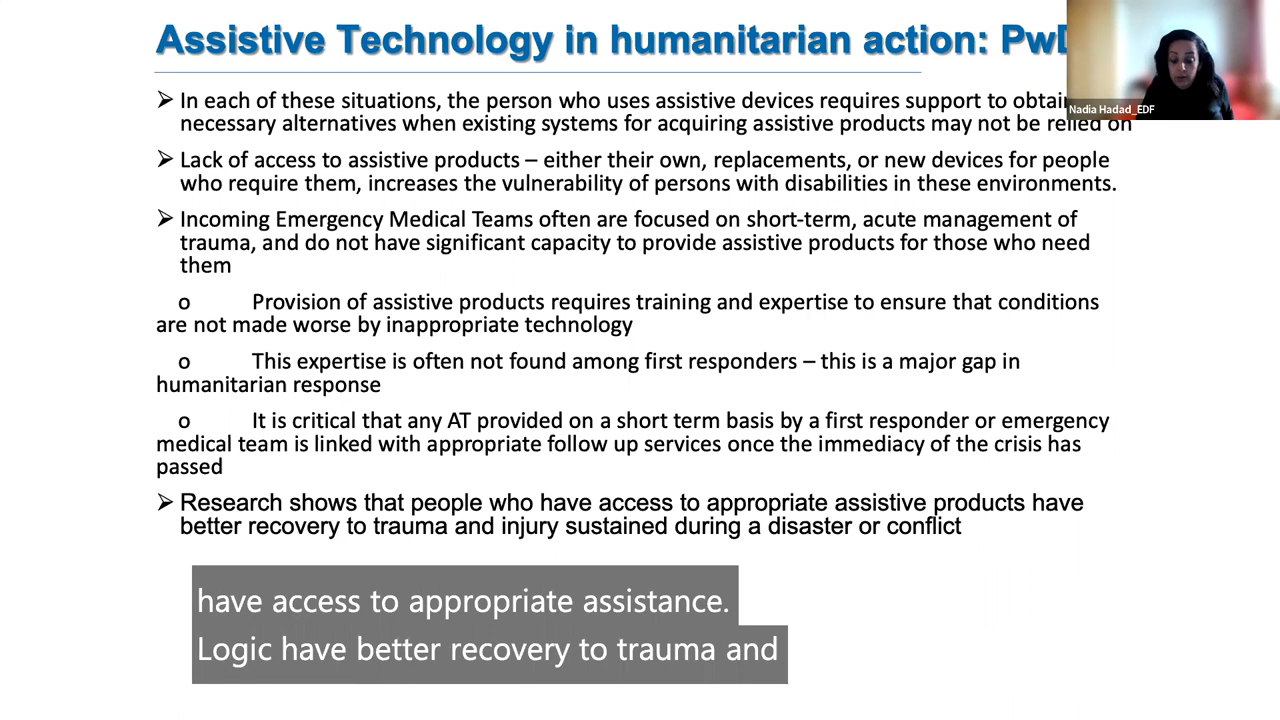 Assistive Technology in humanitarian action: PwD
Nadia Hadad_EDF
➢ In each of these situations, the person who uses assistive devices requires support to obtain
necessary alternatives when existing systems for acquiring assistive products may not be relied on
➢ Lack of access to assistive products – either their own, replacements, or new devices for people
who require them, increases the vulnerability of persons with disabilities in these environments.
➢ Incoming Emergency Medical Teams often are focused on short-term, acute management of
trauma, and do not have significant capacity to provide assistive products for those who need
them
o Provision of assistive products requires training and expertise to ensure that conditions
are not made worse by inappropriate technology
o This expertise is often not found among first responders – this is a major gap in
humanitarian response
o It is critical that any AT provided on a short term basis by a first responder or emergency
medical team is linked with appropriate follow up services once the immediacy of the crisis has
passed
➢ Research shows that people who have access to appropriate assistive products have
better recovery to trauma and injury sustained during a disaster or conflict
have access to appropriate assistance.
Logic have better recovery to trauma and